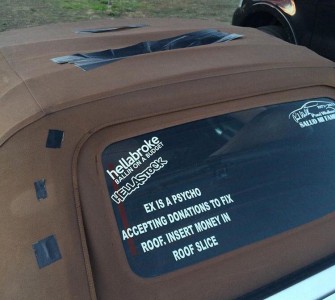 hellabroke
BALLIN ON A BUDGET
HELLASTOCK
EX IS A PSYCHO
ACCEPTING DONATIONS TO FIX
ROOF. INSERT MONEY IN
ROOF SLICE